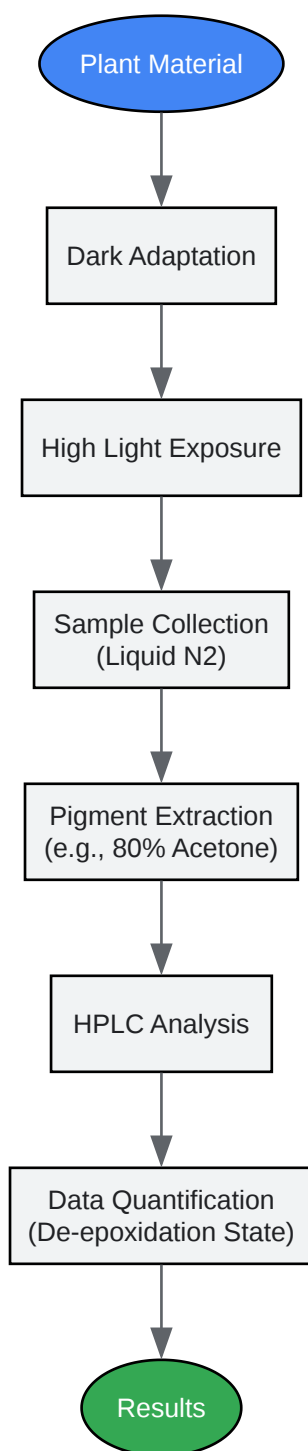 Plant Material
Dark Adaptation
High Light Exposure
Sample Collection
(Liquid N2)
Pigment Extraction
(e.g., 80% Acetone)
HPLC Analysis
Data Quantification
(De-epoxidation State)
Results